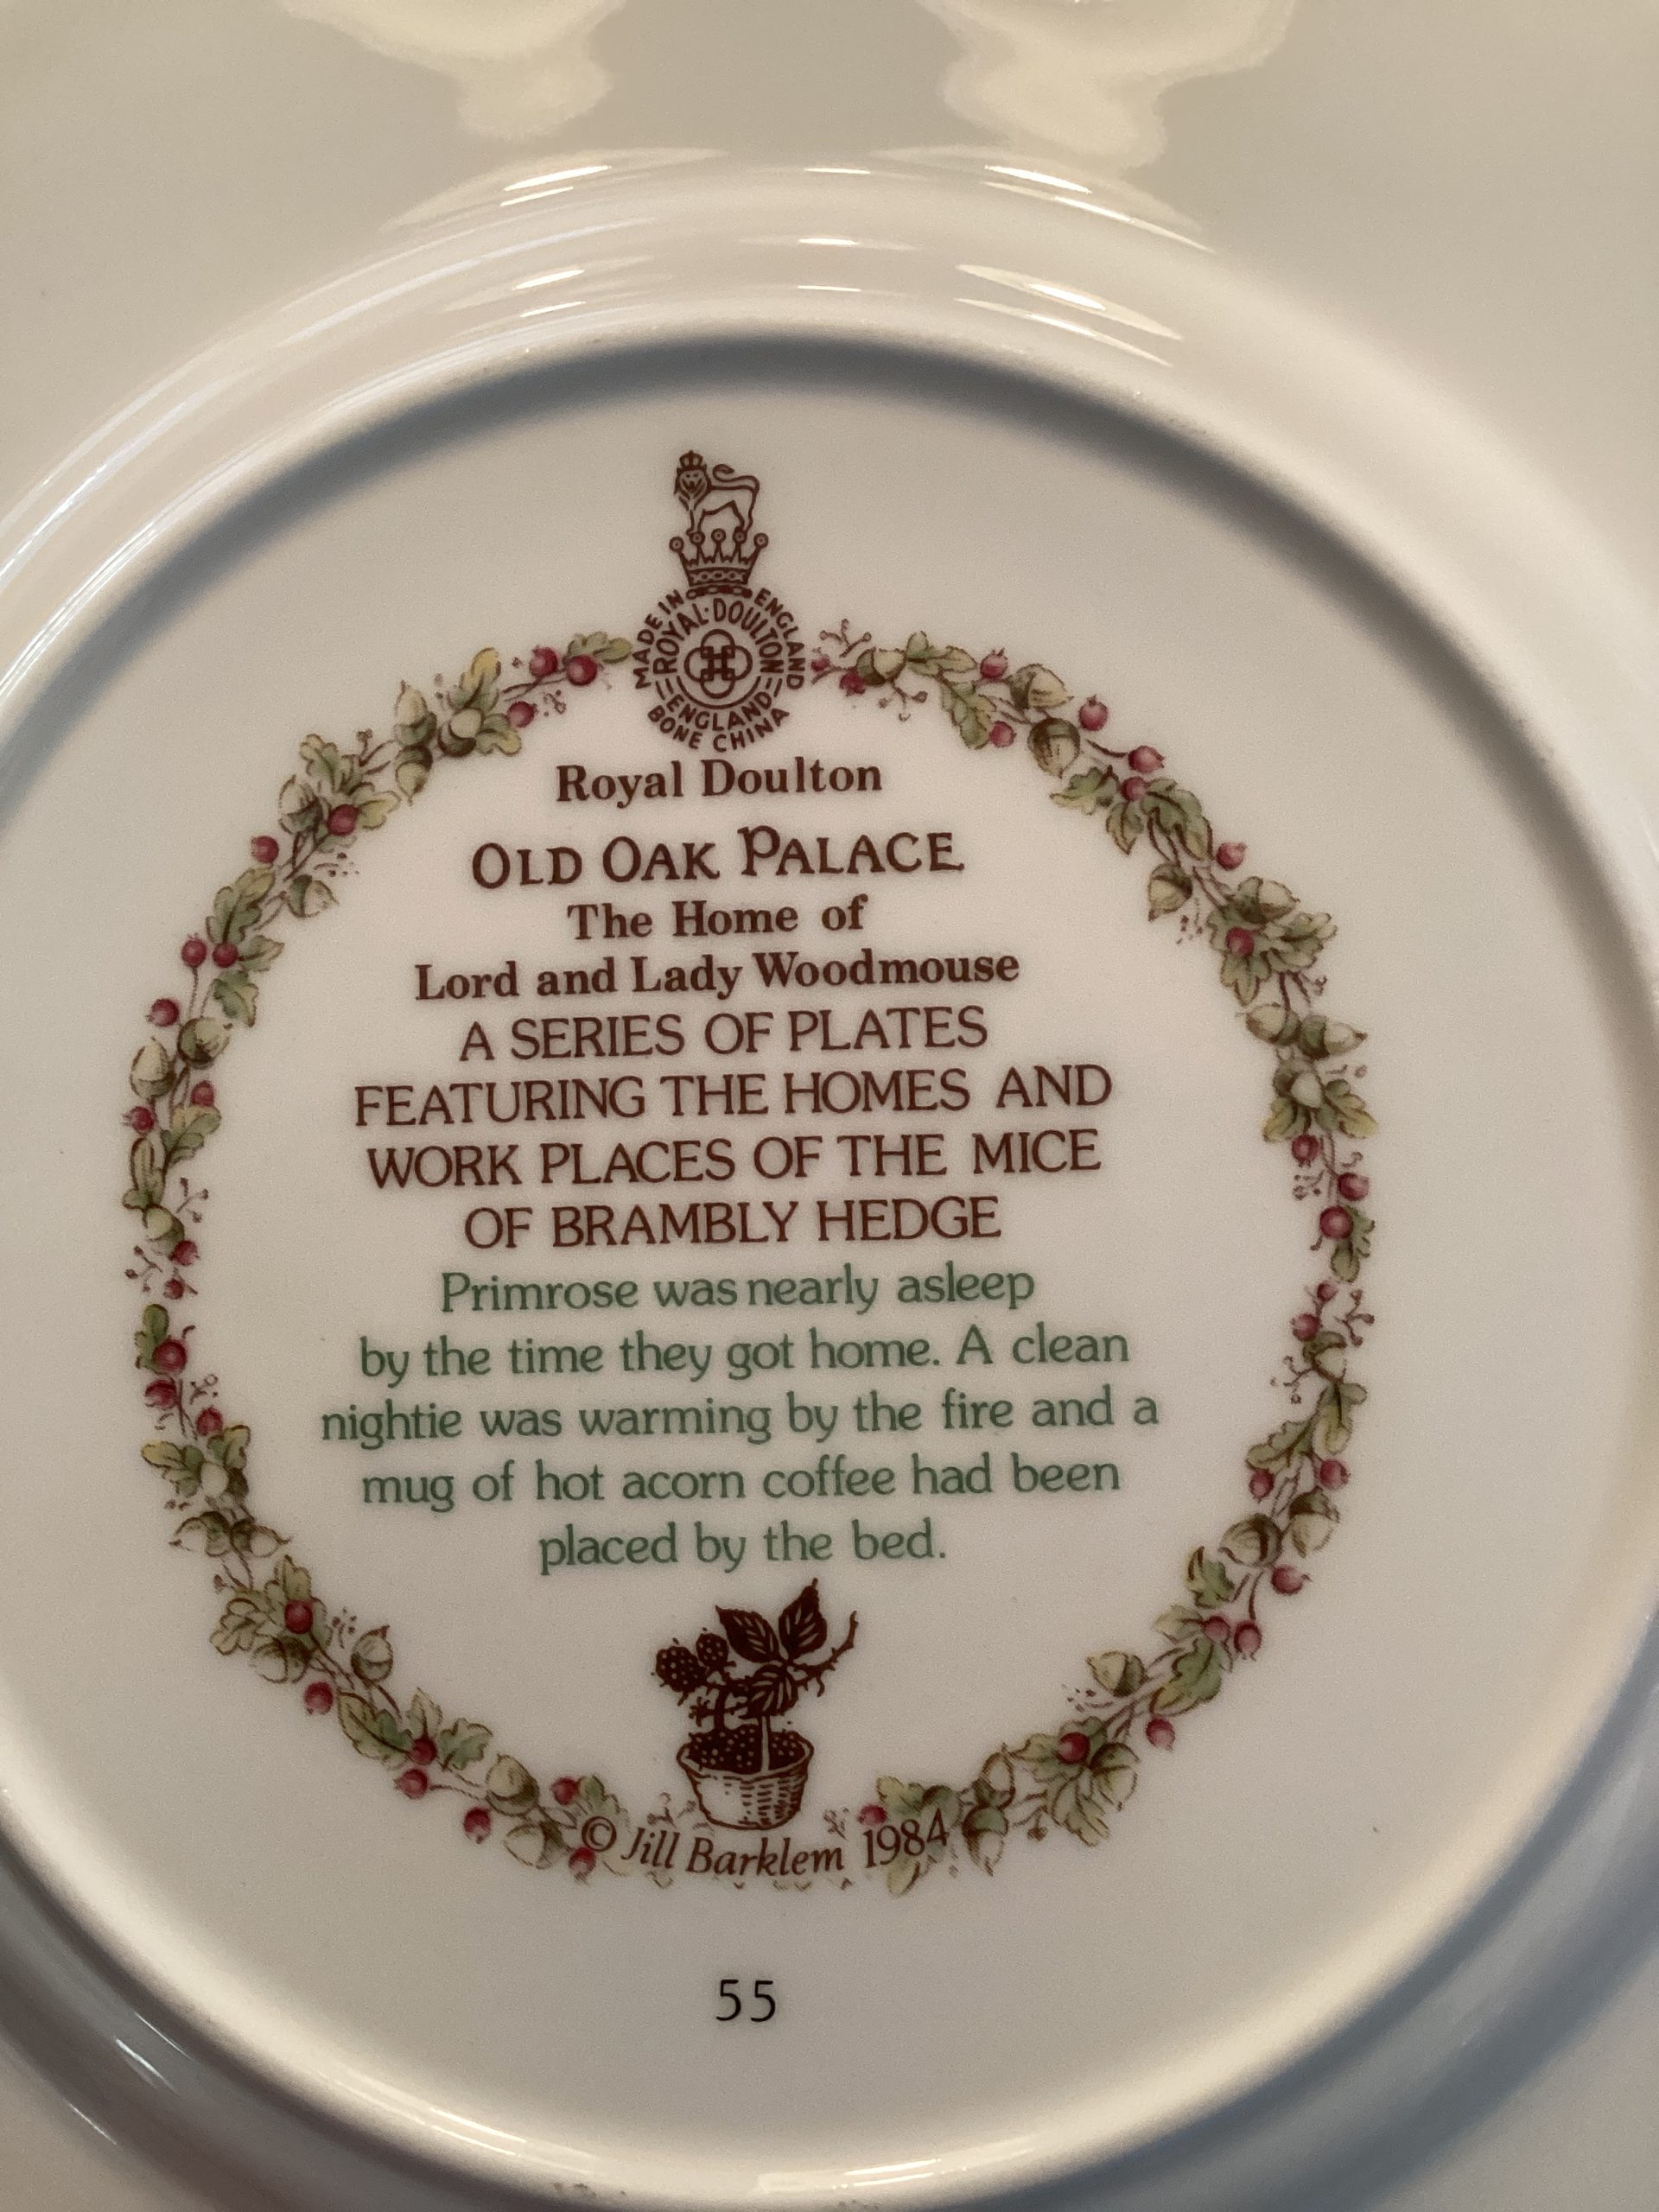 MADE IN ENGLAND
ROYAL·DOULTON
ENGLAND
BONE CHINA
Royal Doulton
OLD OAK PALACE
The Home of
Lord and Lady Woodmouse
A SERIES OF PLATES
FEATURING THE HOMES AND
WORK PLACES OF THE MICE
OF BRAMBLY HEDGE
Primrose was nearly asleep
by the time they got home. A clean
nightie was warming by the fire and a
mug of hot acorn coffee had been
placed by the bed.
© Jill Barklem 1984
55